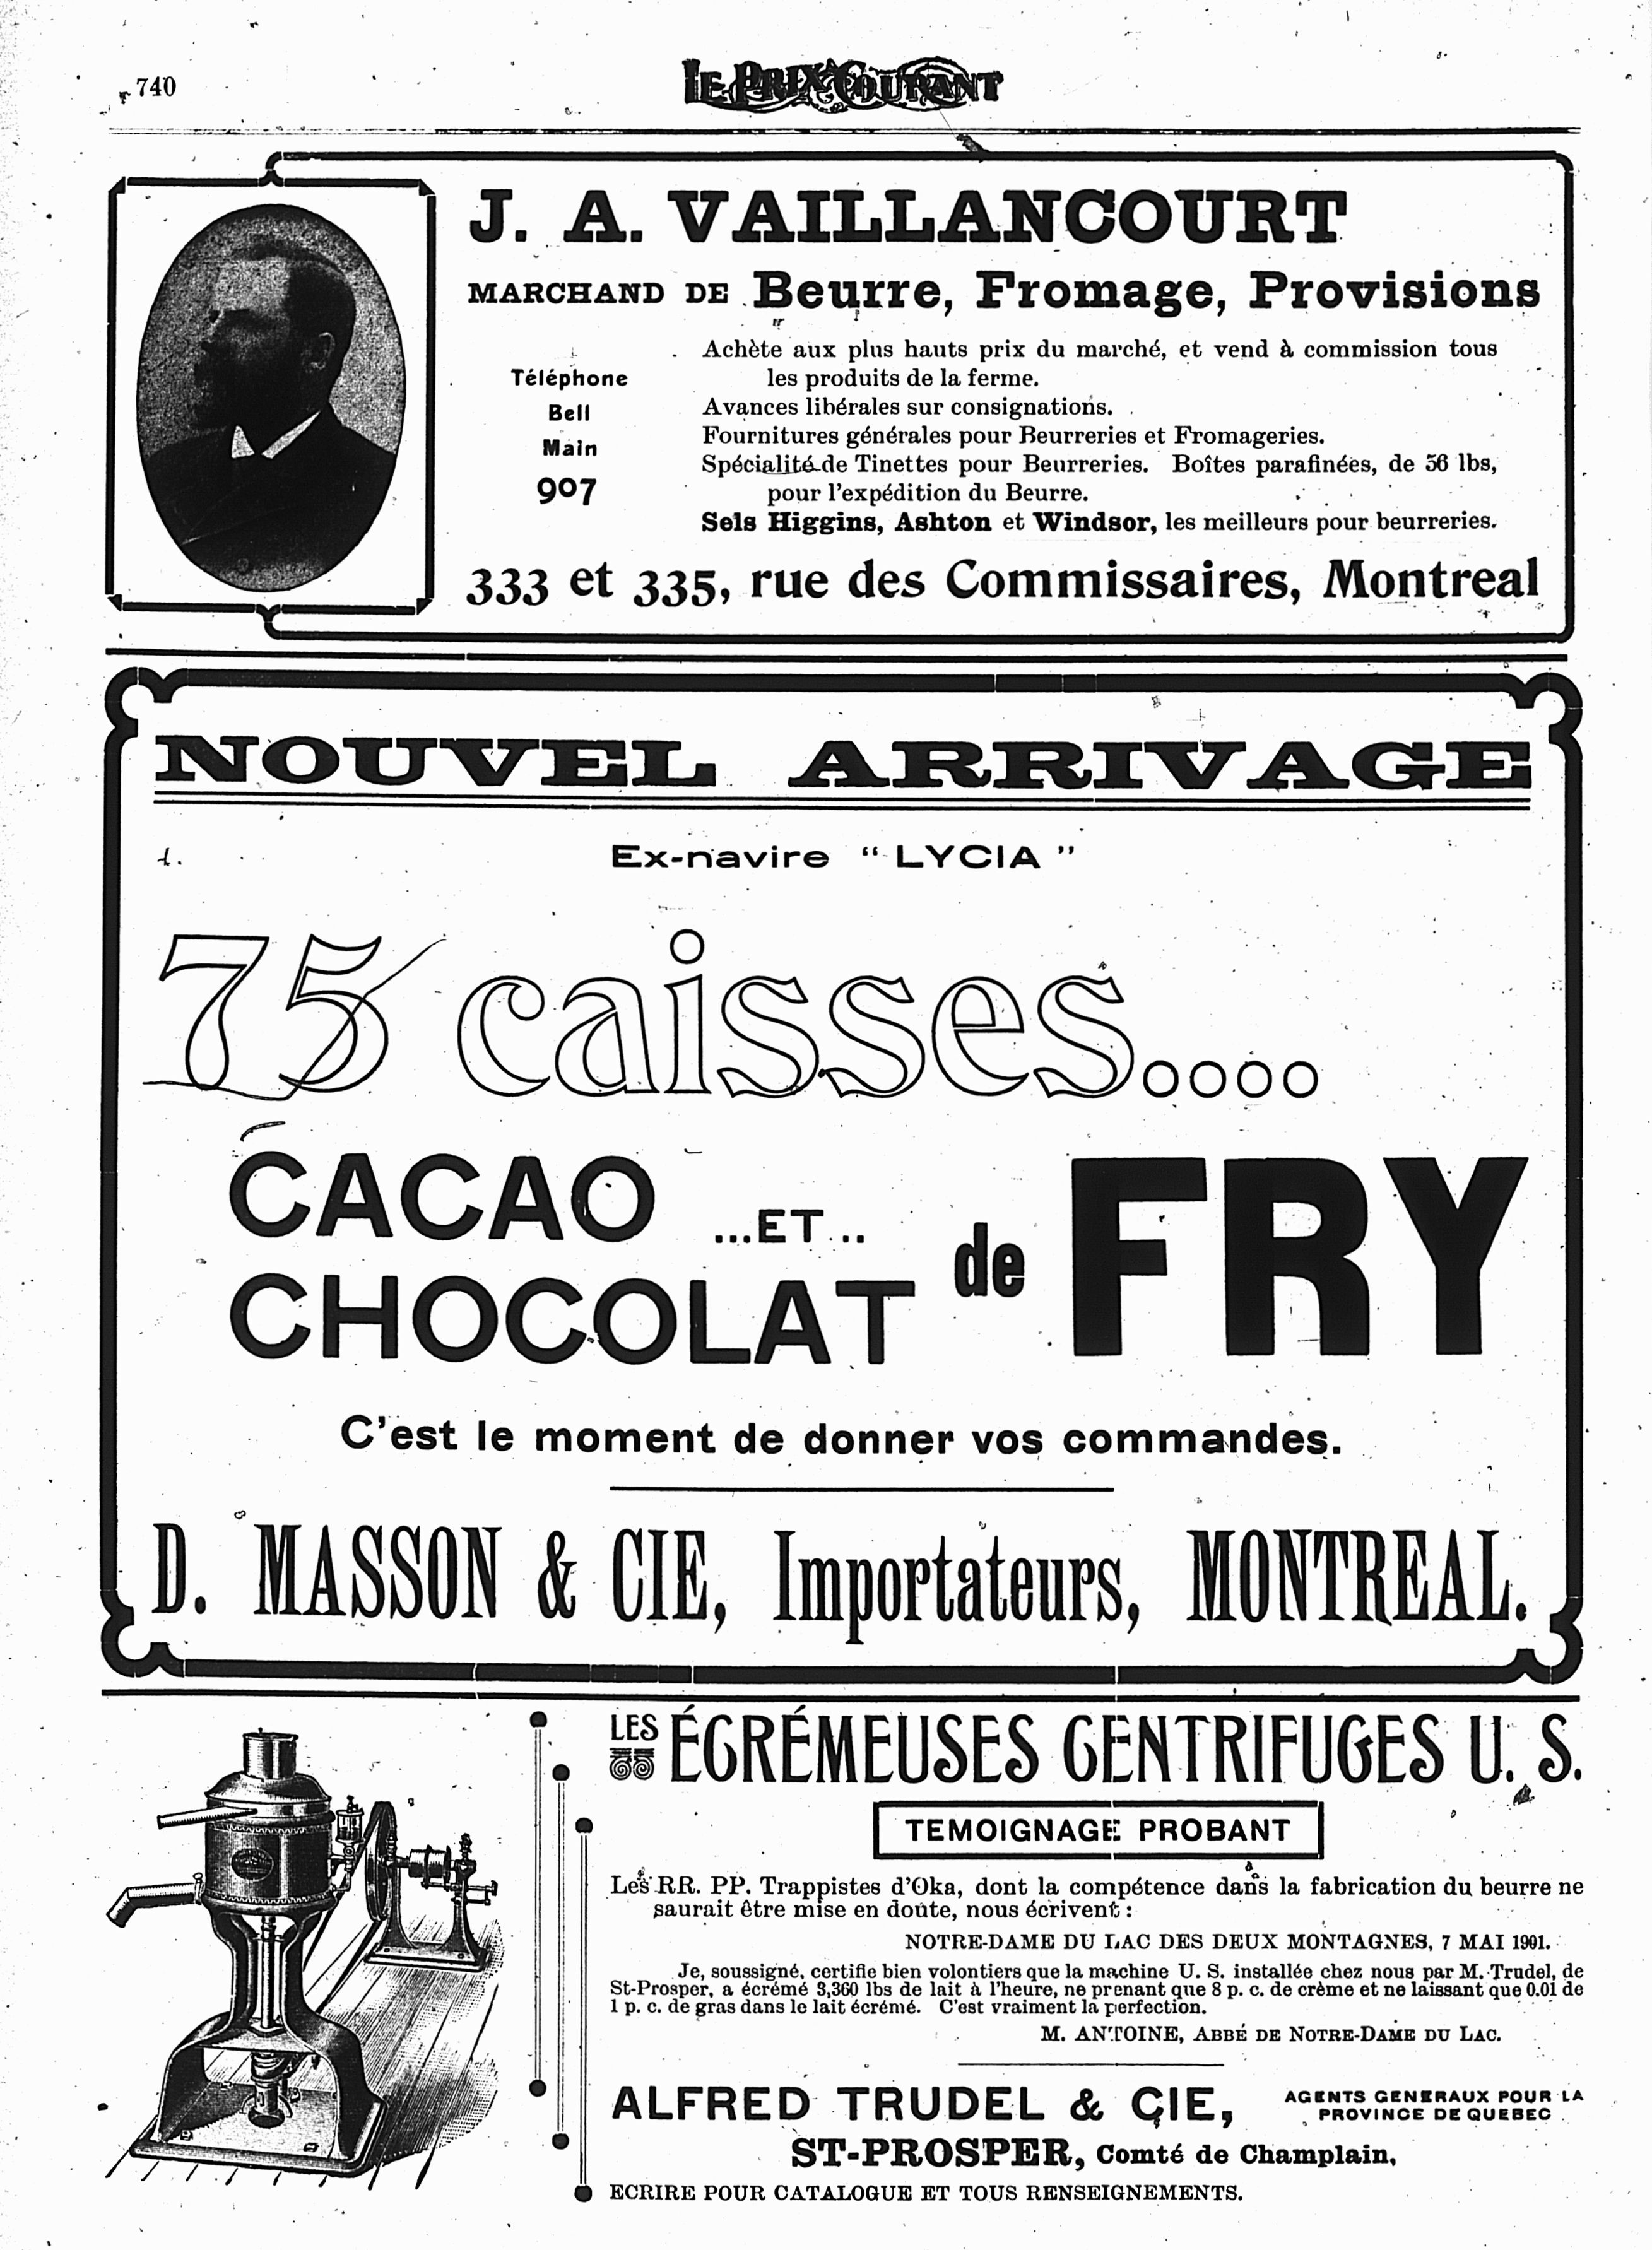 740
LE PRIX COURANT
J. A. VAILLANCOURT
MARCHAND DE Beurre, Fromage, Provisions
Téléphone
Bell
Main
907
Achète aux plus hauts prix du marché, et vend à commission tous
les produits de la ferme.
Avances libérales sur consignations.
Fournitures générales pour Beurreries et Fromageries.
Spécialité de Tinettes pour Beurreries. Boîtes parafinées, de 56 lbs,
pour l'expédition du Beurre.
Sels Higgins, Ashton et Windsor, les meilleurs pour beurreries.
333 et 335, rue des Commissaires, Montreal
NOUVEL ARRIVAGE
Ex-navire "LYCIA"
75 caisses....
CACAO ...ET... CHOCOLAT de FRY
C'est le moment de donner vos commandes.
D. MASSON & CIE, Importateurs, MONTREAL.
LES ÉCRÉMEUSES CENTRIFUGES U. S.
TEMOIGNAGE PROBANT
Les RR. PP. Trappistes d'Oka, dont la compétence dans la fabrication du beurre ne
saurait être mise en doute, nous écrivent :
NOTRE-DAME DU LAC DES DEUX MONTAGNES, 7 MAI 1901.
Je, soussigné, certifie bien volontiers que la machine U. S. installée chez nous par M. Trudel, de
St-Prosper, a écrémé 3,360 lbs de lait à l'heure, ne prenant que 8 p. c. de crème et ne laissant que 0.01 de
1 p. c. de gras dans le lait écrémé. C'est vraiment la perfection.
M. ANTOINE, ABBÉ DE NOTRE-DAME DU LAC.
ALFRED TRUDEL & CIE, AGENTS GENERAUX POUR LA
PROVINCE DE QUEBEC
ST-PROSPER, Comté de Champlain,
ECRIRE POUR CATALOGUE ET TOUS RENSEIGNEMENTS.